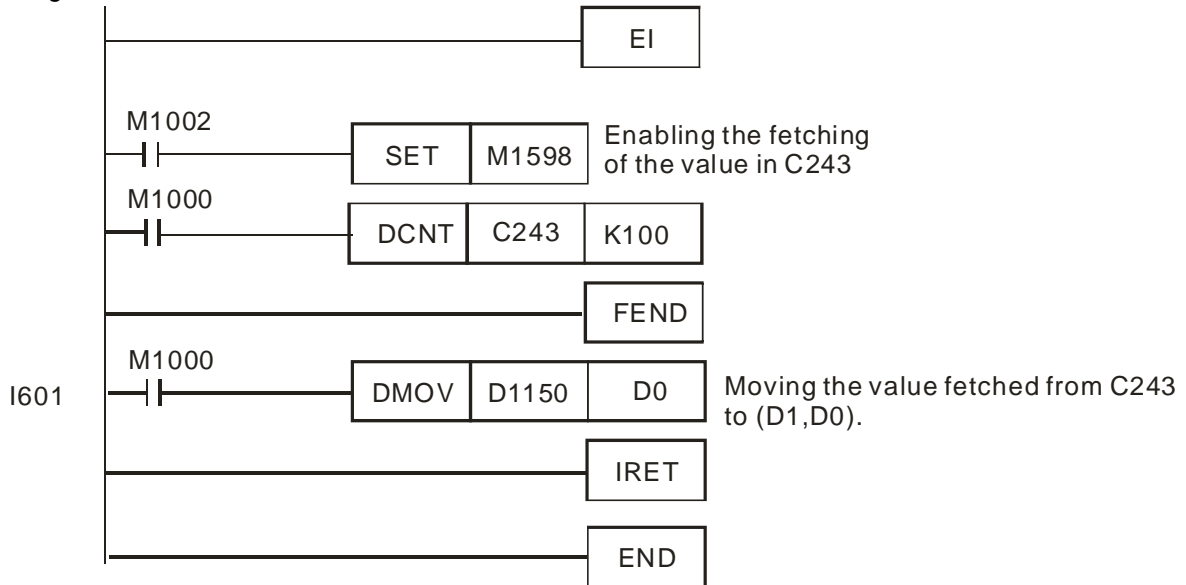 EI
M1002
SET M1598
Enabling the fetching
of the value in C243
M1000
DCNT C243 K100
FEND
M1000
I601
DMOV D1150 D0
Moving the value fetched from C243
to (D1,D0).
IRET
END